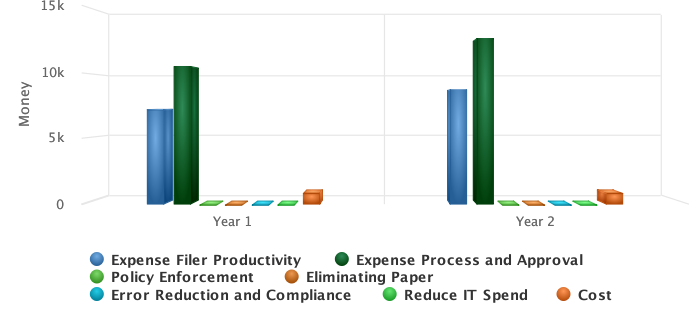 15k
10k
Money
5k
0
Year 1
Year 2
Expense Filer Productivity
Expense Process and Approval
Policy Enforcement
Eliminating Paper
Error Reduction and Compliance
Reduce IT Spend
Cost